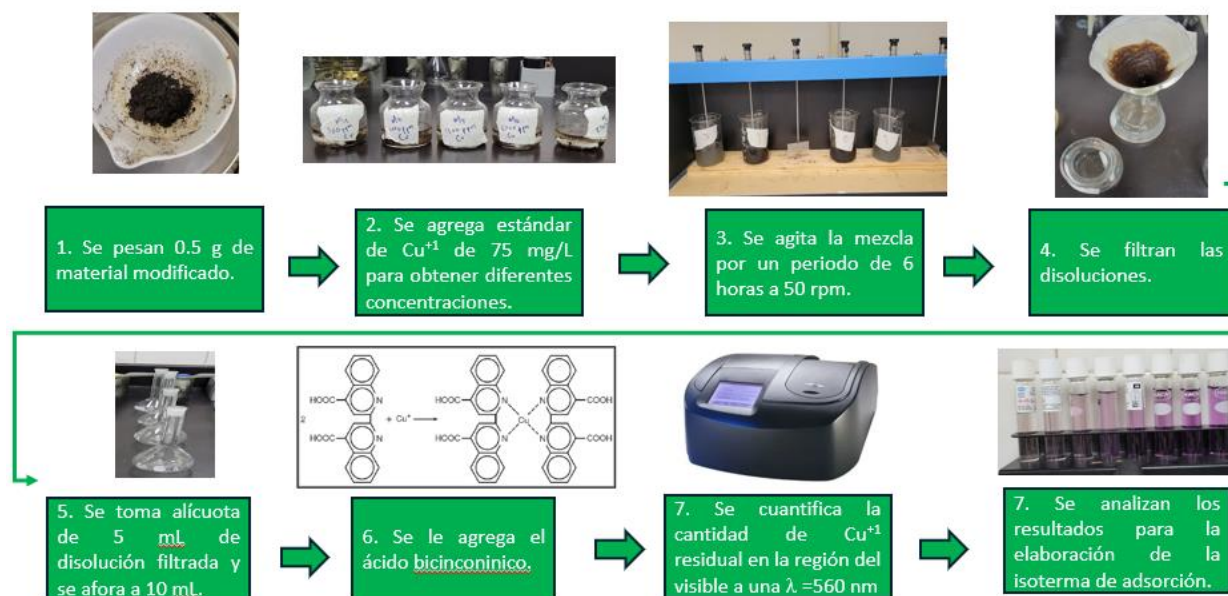 1. Se pesan 0.5 g de
material modificado.
2. Se agrega estándar
de Cu⁺¹ de 75 mg/L
para obtener diferentes
concentraciones.
3. Se agita la mezcla
por un periodo de 6
horas a 50 rpm.
4. Se filtran las
disoluciones.
5. Se toma alícuota
de 5 mL de
disolución filtrada y
se afora a 10 mL.
HOOC
HOOC
N
N
2
+ Cu⁺
HOOC
HOOC
N
N
Cu
N
N
COOH
COOH
6. Se le agrega el
ácido bicinconinico.
7. Se cuantifica la
cantidad de Cu⁺¹
residual en la región del
visible a una λ =560 nm
7. Se analizan los
resultados para la
elaboración de la
isoterma de adsorción.